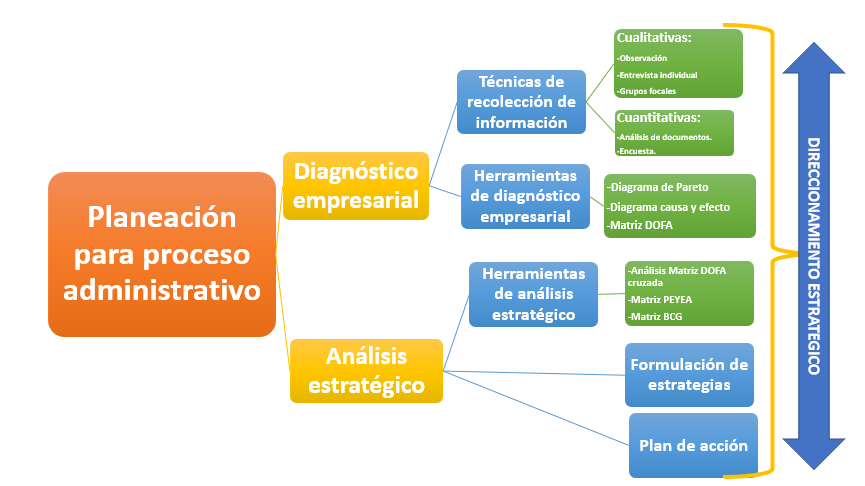 Planeación
para proceso
administrativo
Diagnóstico
empresarial
Técnicas de
recolección de
información
Cualitativas:
-Observación
-Entrevista individual
-Grupos focales
Cuantitativas:
-Análisis de documentos.
-Encuesta.
Herramientas
de diagnóstico
empresarial
-Diagrama de Pareto
-Diagrama causa y efecto
-Matriz DOFA
Análisis
estratégico
Herramientas
de análisis
estratégico
-Análisis Matriz DOFA
cruzada
-Matriz PEYEA
-Matriz BCG
Formulación de
estrategias
Plan de acción
DIRECCIONAMIENTO ESTRATEGICO